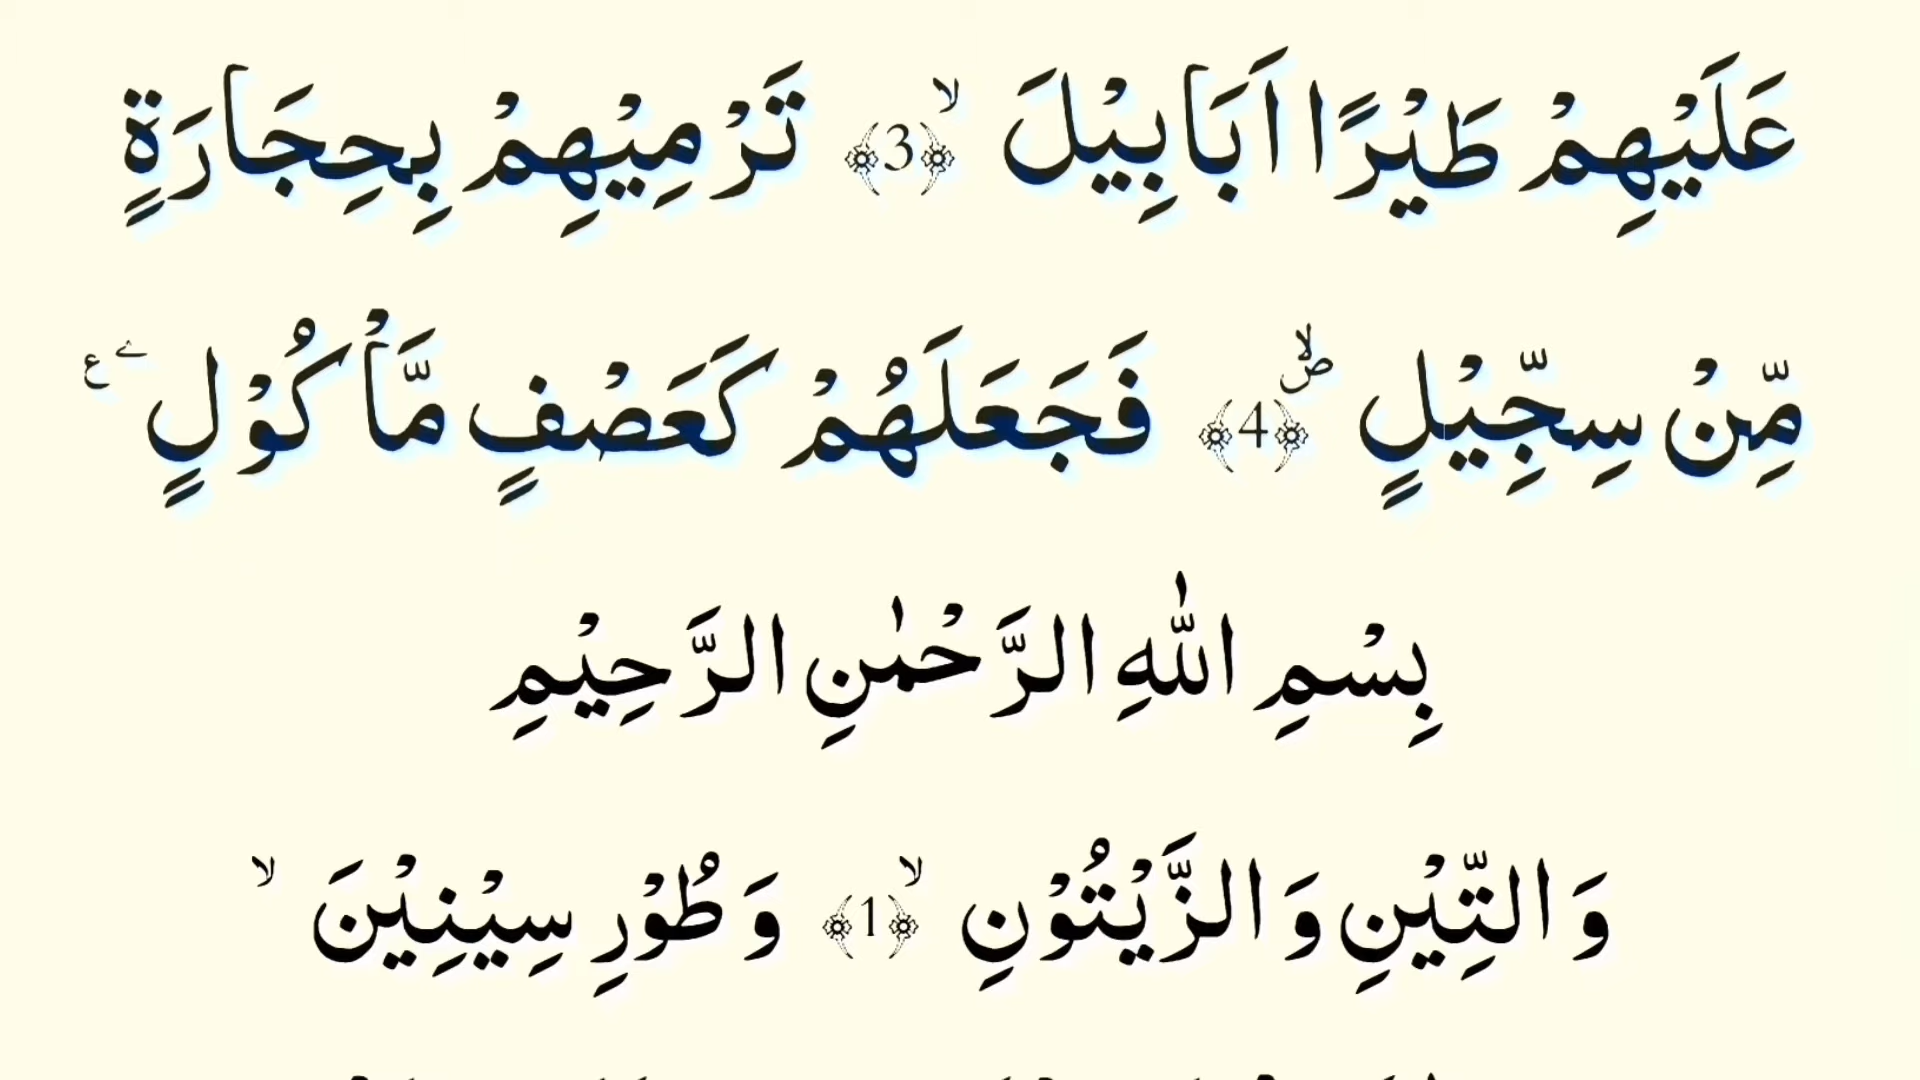 عَلَيْهِمْ طَيْرًا اَبَابِيْلَ ۙ ﴿3﴾ تَرْمِيْهِمْ بِحِجَارَةٍ
مِّنْ سِجِّيْلٍ ۪ۙ ﴿4﴾ فَجَعَلَهُمْ كَعَصْفٍ مَّاْكُوْلٍ ے ع
بِسْمِ اللّٰهِ الرَّحْمٰنِ الرَّحِيْمِ
وَالتِّيْنِ وَالزَّيْتُوْنِ ۙ ﴿1﴾ وَطُوْرِ سِيْنِيْنَ ۙ